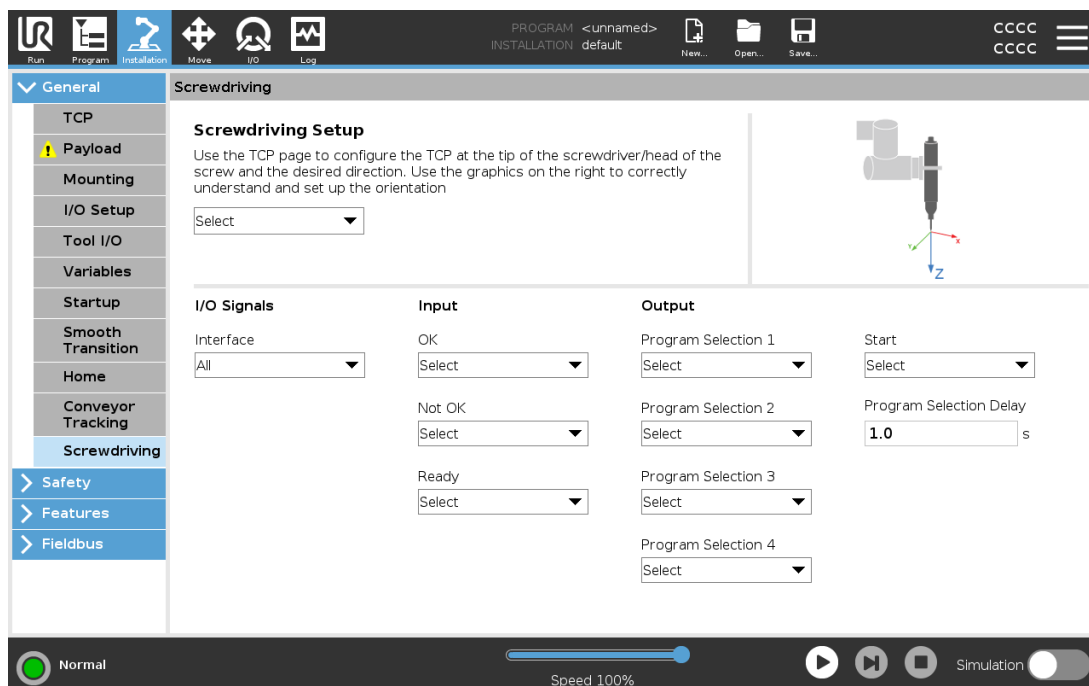 PROGRAM <unnamed>
INSTALLATION default
CCCC
CCCC
Run
Program
Installation
Move
I/O
Log
New...
Open...
Save...
General
TCP
Payload
Mounting
I/O Setup
Tool I/O
Variables
Startup
Smooth
Transition
Home
Conveyor
Tracking
Screwdriving
Safety
Features
Fieldbus
Screwdriving
Screwdriving Setup
Use the TCP page to configure the TCP at the tip of the screwdriver/head of the
screw and the desired direction. Use the graphics on the right to correctly
understand and set up the orientation
Select
Y
X
Z
I/O Signals
Interface
All
Input
OK
Select
Not OK
Select
Ready
Select
Output
Program Selection 1
Select
Program Selection 2
Select
Program Selection 3
Select
Program Selection 4
Select
Start
Select
Program Selection Delay
1.0 s
Normal
Speed 100%
Simulation